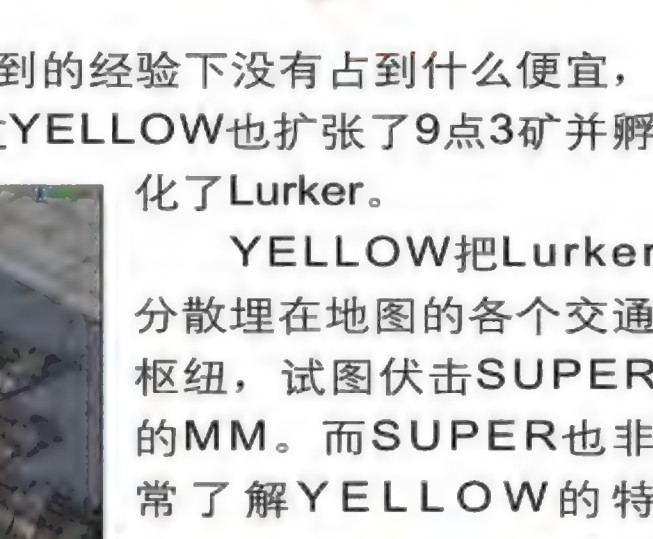 到的经验下没有占到什么便宜，
YELLOW也扩张了9点3矿并孵
化了Lurker。
YELLOW把Lurker
分散埋在地图的各个交通
枢纽，试图伏击SUPER
的MM。而SUPER也非
常了解YELLOW的特